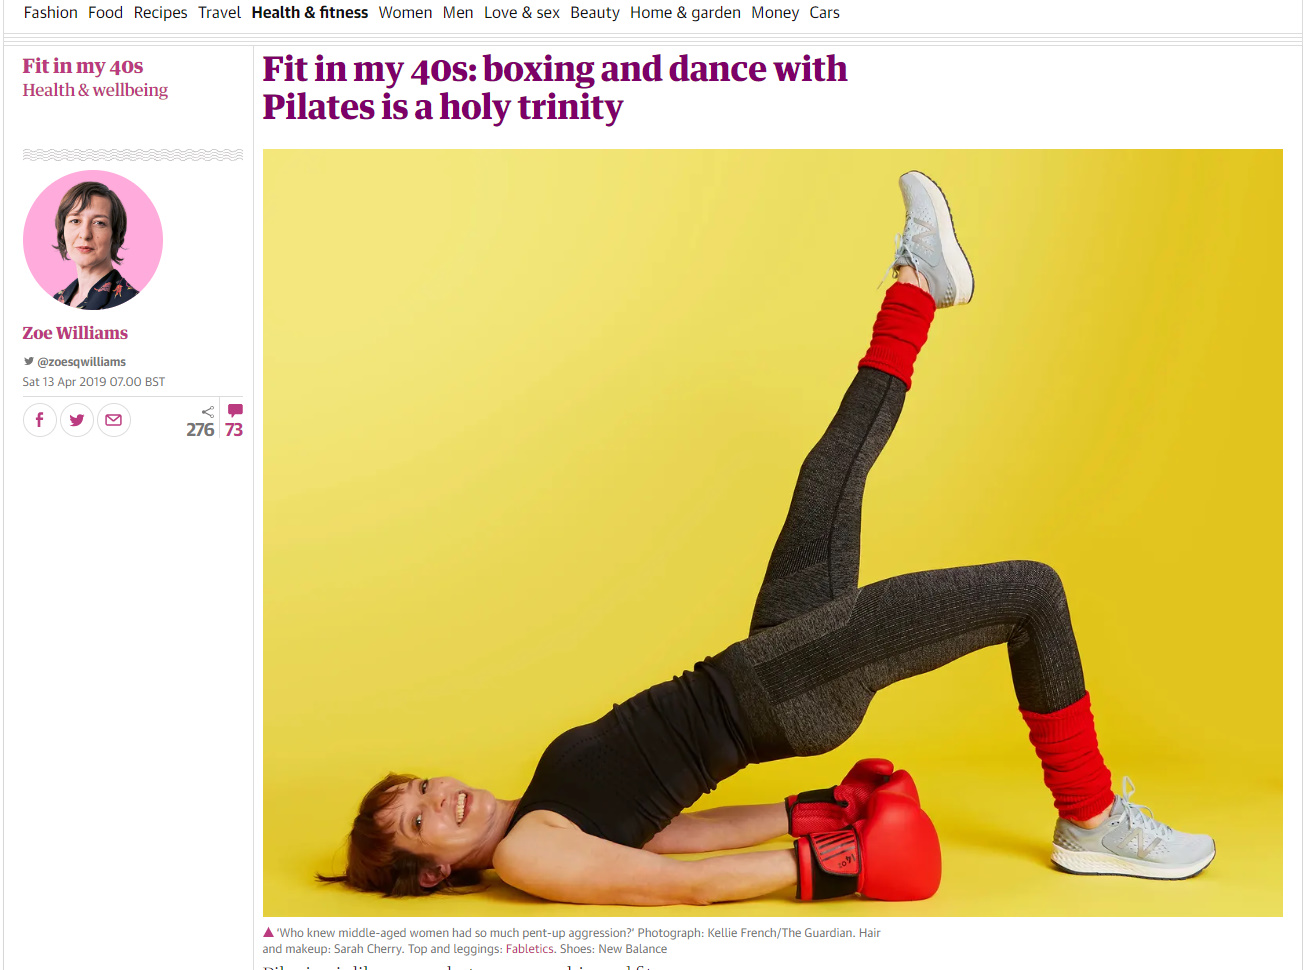 Fashion Food Recipes Travel Health & fitness Women Men Love & sex Beauty Home & garden Money Cars
Fit in my 40s
Health & wellbeing
Fit in my 40s: boxing and dance with
Pilates is a holy trinity
Zoe Williams
@zoesqwilliams
Sat 13 Apr 2019 07.00 BST
276 73
14oz
'Who knew middle-aged women had so much pent-up aggression?' Photograph: Kellie French/The Guardian. Hair
and makeup: Sarah Cherry. Top and leggings: Fabletics. Shoes: New Balance